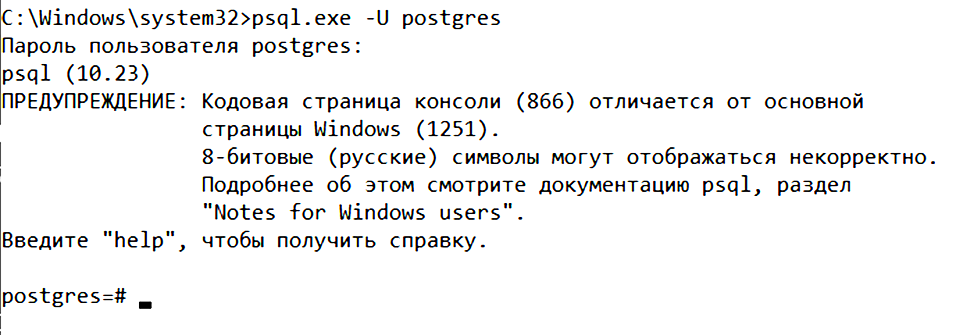 C:\Windows\system32>psql.exe -U postgres
Пароль пользователя postgres:
psql (10.23)
ПРЕДУПРЕЖДЕНИЕ: Кодовая страница консоли (866) отличается от основной
страницы Windows (1251).
8-битовые (русские) символы могут отображаться некорректно.
Подробнее об этом смотрите документацию psql, раздел
"Notes for Windows users".
Введите "help", чтобы получить справку.
postgres=#